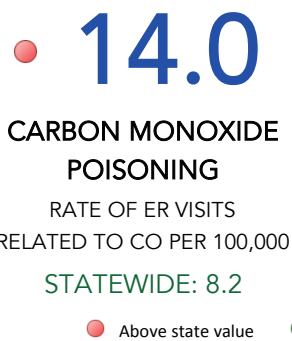 14.0
CARBON MONOXIDE
POISONING
RATE OF ER VISITS
RELATED TO CO PER 100,000
STATEWIDE: 8.2
Above state value